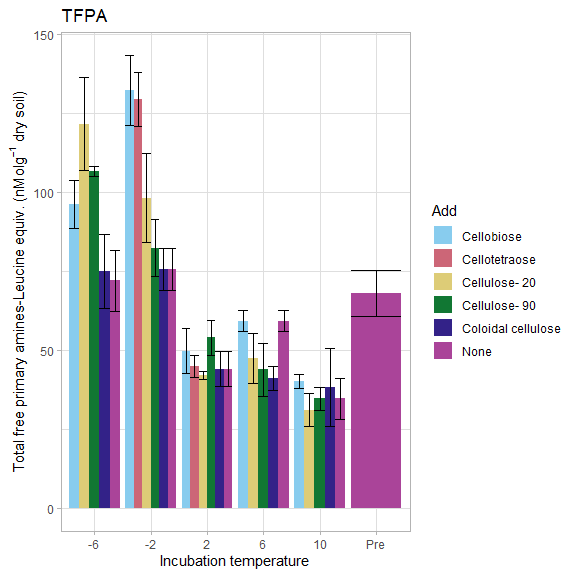 TFPA
150
100
50
0
Total free primary amines-Leucine equiv. (nMolg⁻¹ dry soil)
-6 -2 2 6 10 Pre
Incubation temperature
Add
Cellobiose
Cellotetraose
Cellulose- 20
Cellulose- 90
Coloidal cellulose
None